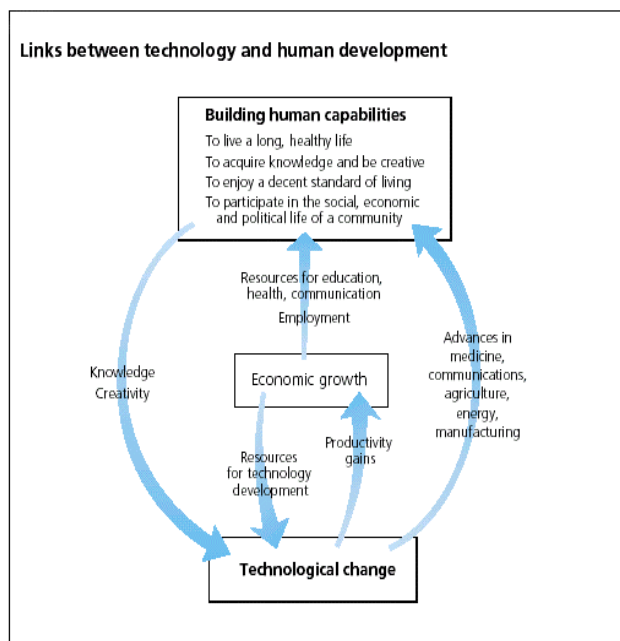 Links between technology and human development
Building human capabilities
To live a long, healthy life
To acquire knowledge and be creative
To enjoy a decent standard of living
To participate in the social, economic
and political life of a community
Resources for education,
health, communication
Employment
Advances in
medicine,
communications,
agriculture,
energy,
manufacturing
Knowledge
Creativity
Economic growth
Resources
for technology
development
Productivity
gains
Technological change